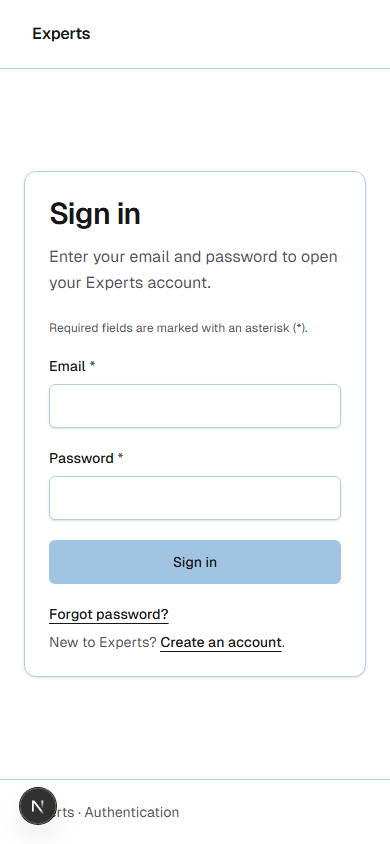 Experts
Sign in
Enter your email and password to open
your Experts account.
Required fields are marked with an asterisk (*).
Email *
Password *
Sign in
Forgot password?
New to Experts? Create an account.
N
erts · Authentication